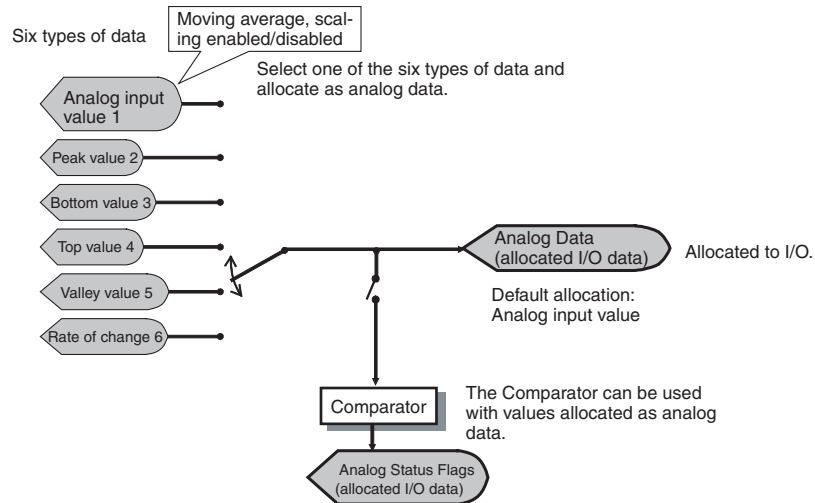 Six types of data
Moving average, scal-
ing enabled/disabled
Select one of the six types of data and
allocate as analog data.
Analog input
value 1
Peak value 2
Bottom value 3
Top value 4
Valley value 5
Rate of change 6
Analog Data
(allocated I/O data)
Allocated to I/O.
Default allocation:
Analog input value
Comparator
The Comparator can be used
with values allocated as analog
data.
Analog Status Flags
(allocated I/O data)